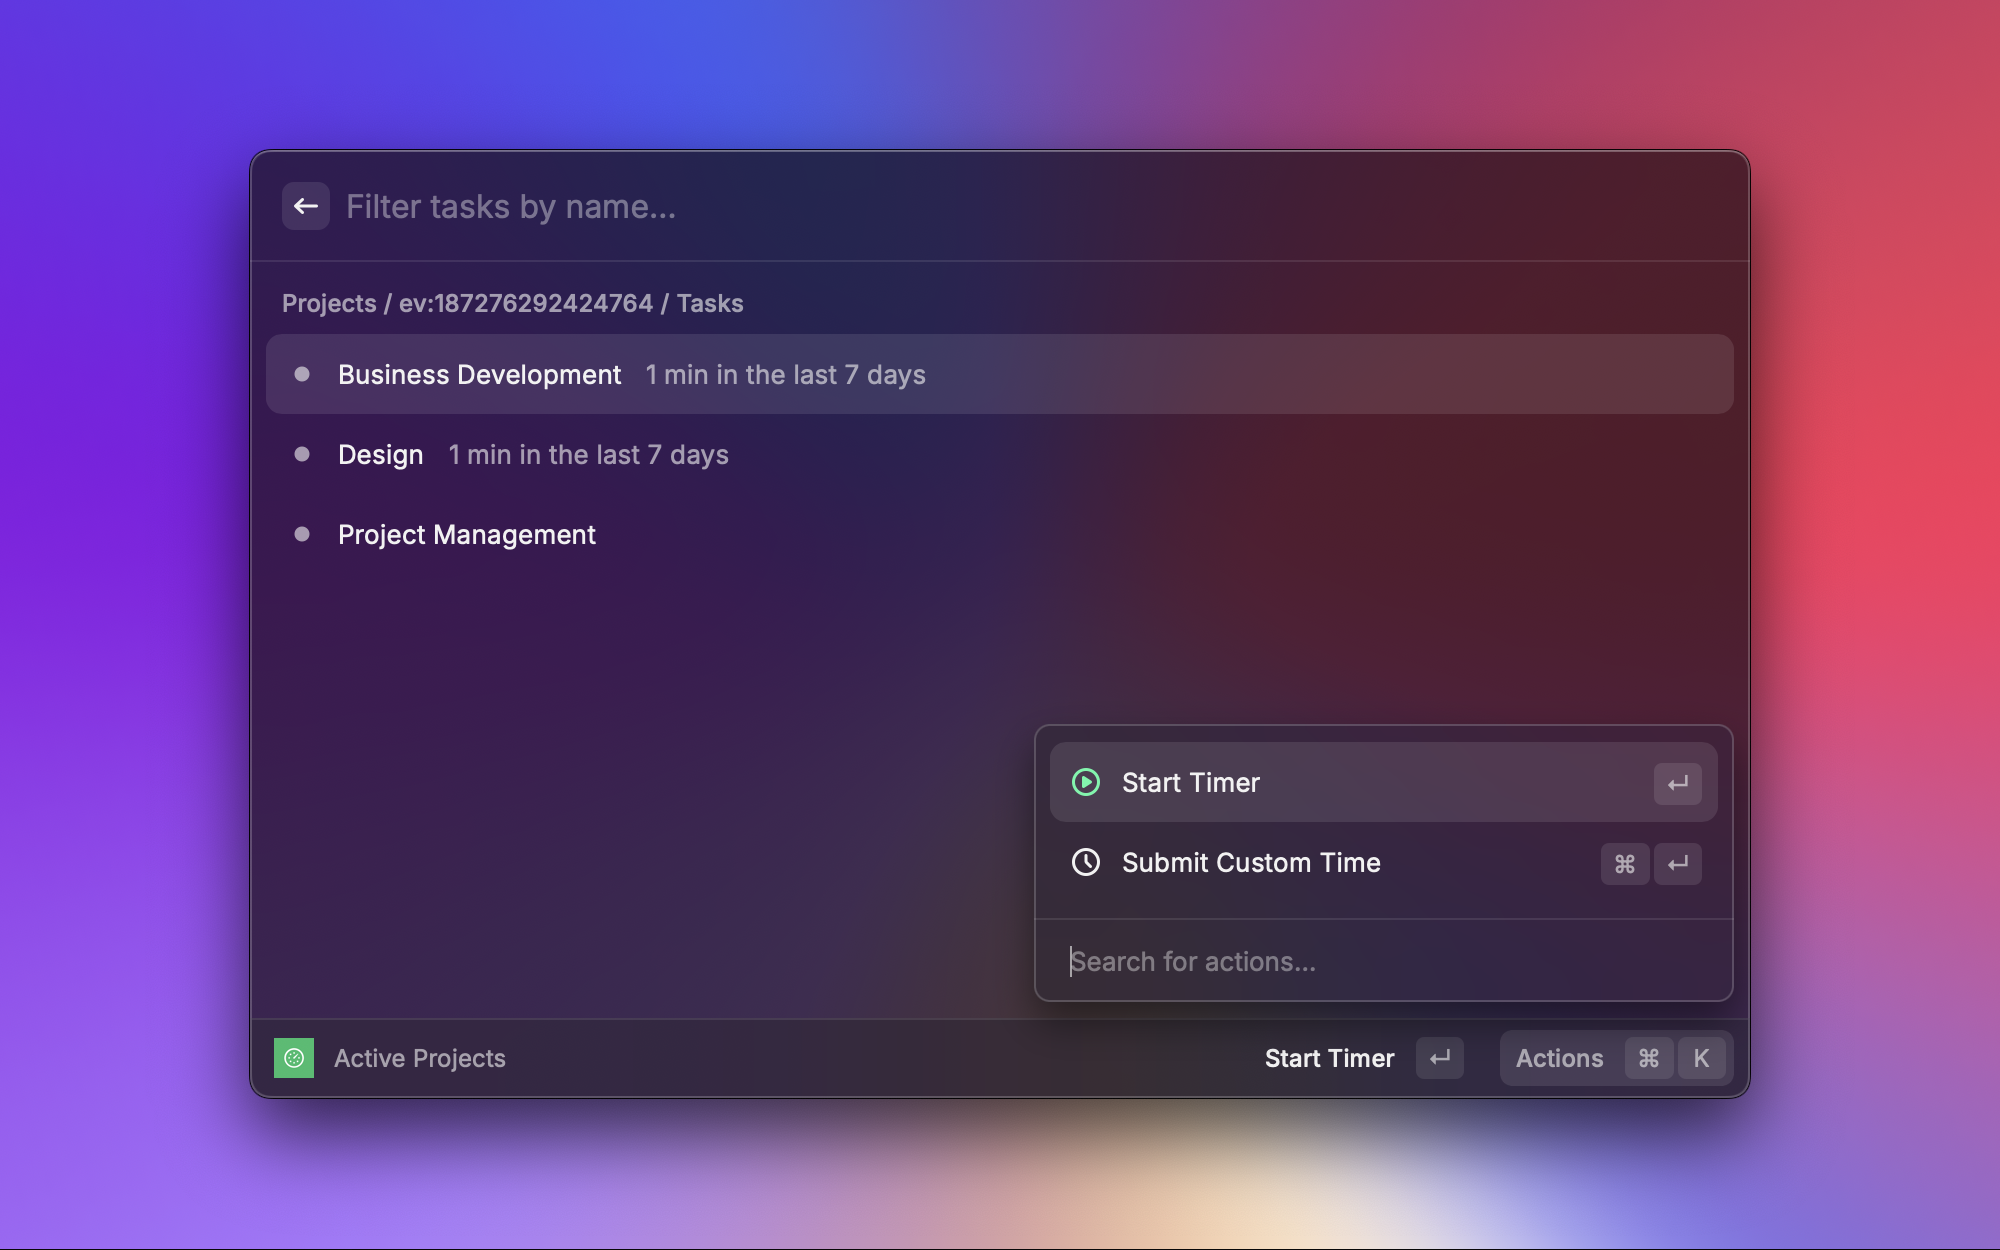 Filter tasks by name...
Projects / ev:187276292424764 / Tasks
Business Development 1 min in the last 7 days
Design 1 min in the last 7 days
Project Management
Start Timer ↵
Submit Custom Time ⌘ ↵
Search for actions...
Active Projects Start Timer ↵ Actions ⌘ K